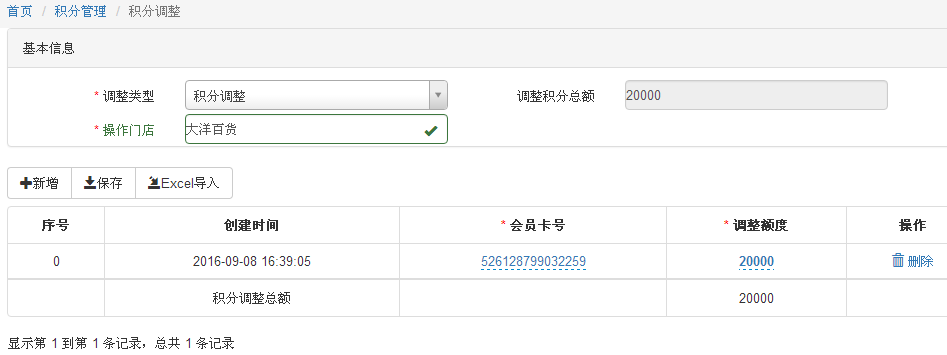 首页 / 积分管理 / 积分调整
基本信息
* 调整类型 积分调整 调整积分总额 20000
* 操作门店 大洋百货
新增 保存 Excel导入
序号 创建时间 * 会员卡号 * 调整额度 操作
0 2016-09-08 16:39:05 526128799032259 20000 删除
积分调整总额 20000
显示第 1 到第 1 条记录，总共 1 条记录